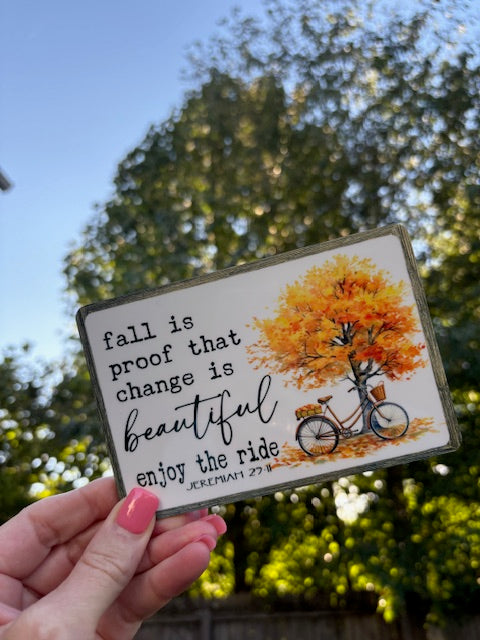 fall is
proof that
change is
beautiful
enjoy the ride
JEREMIAH 29:11